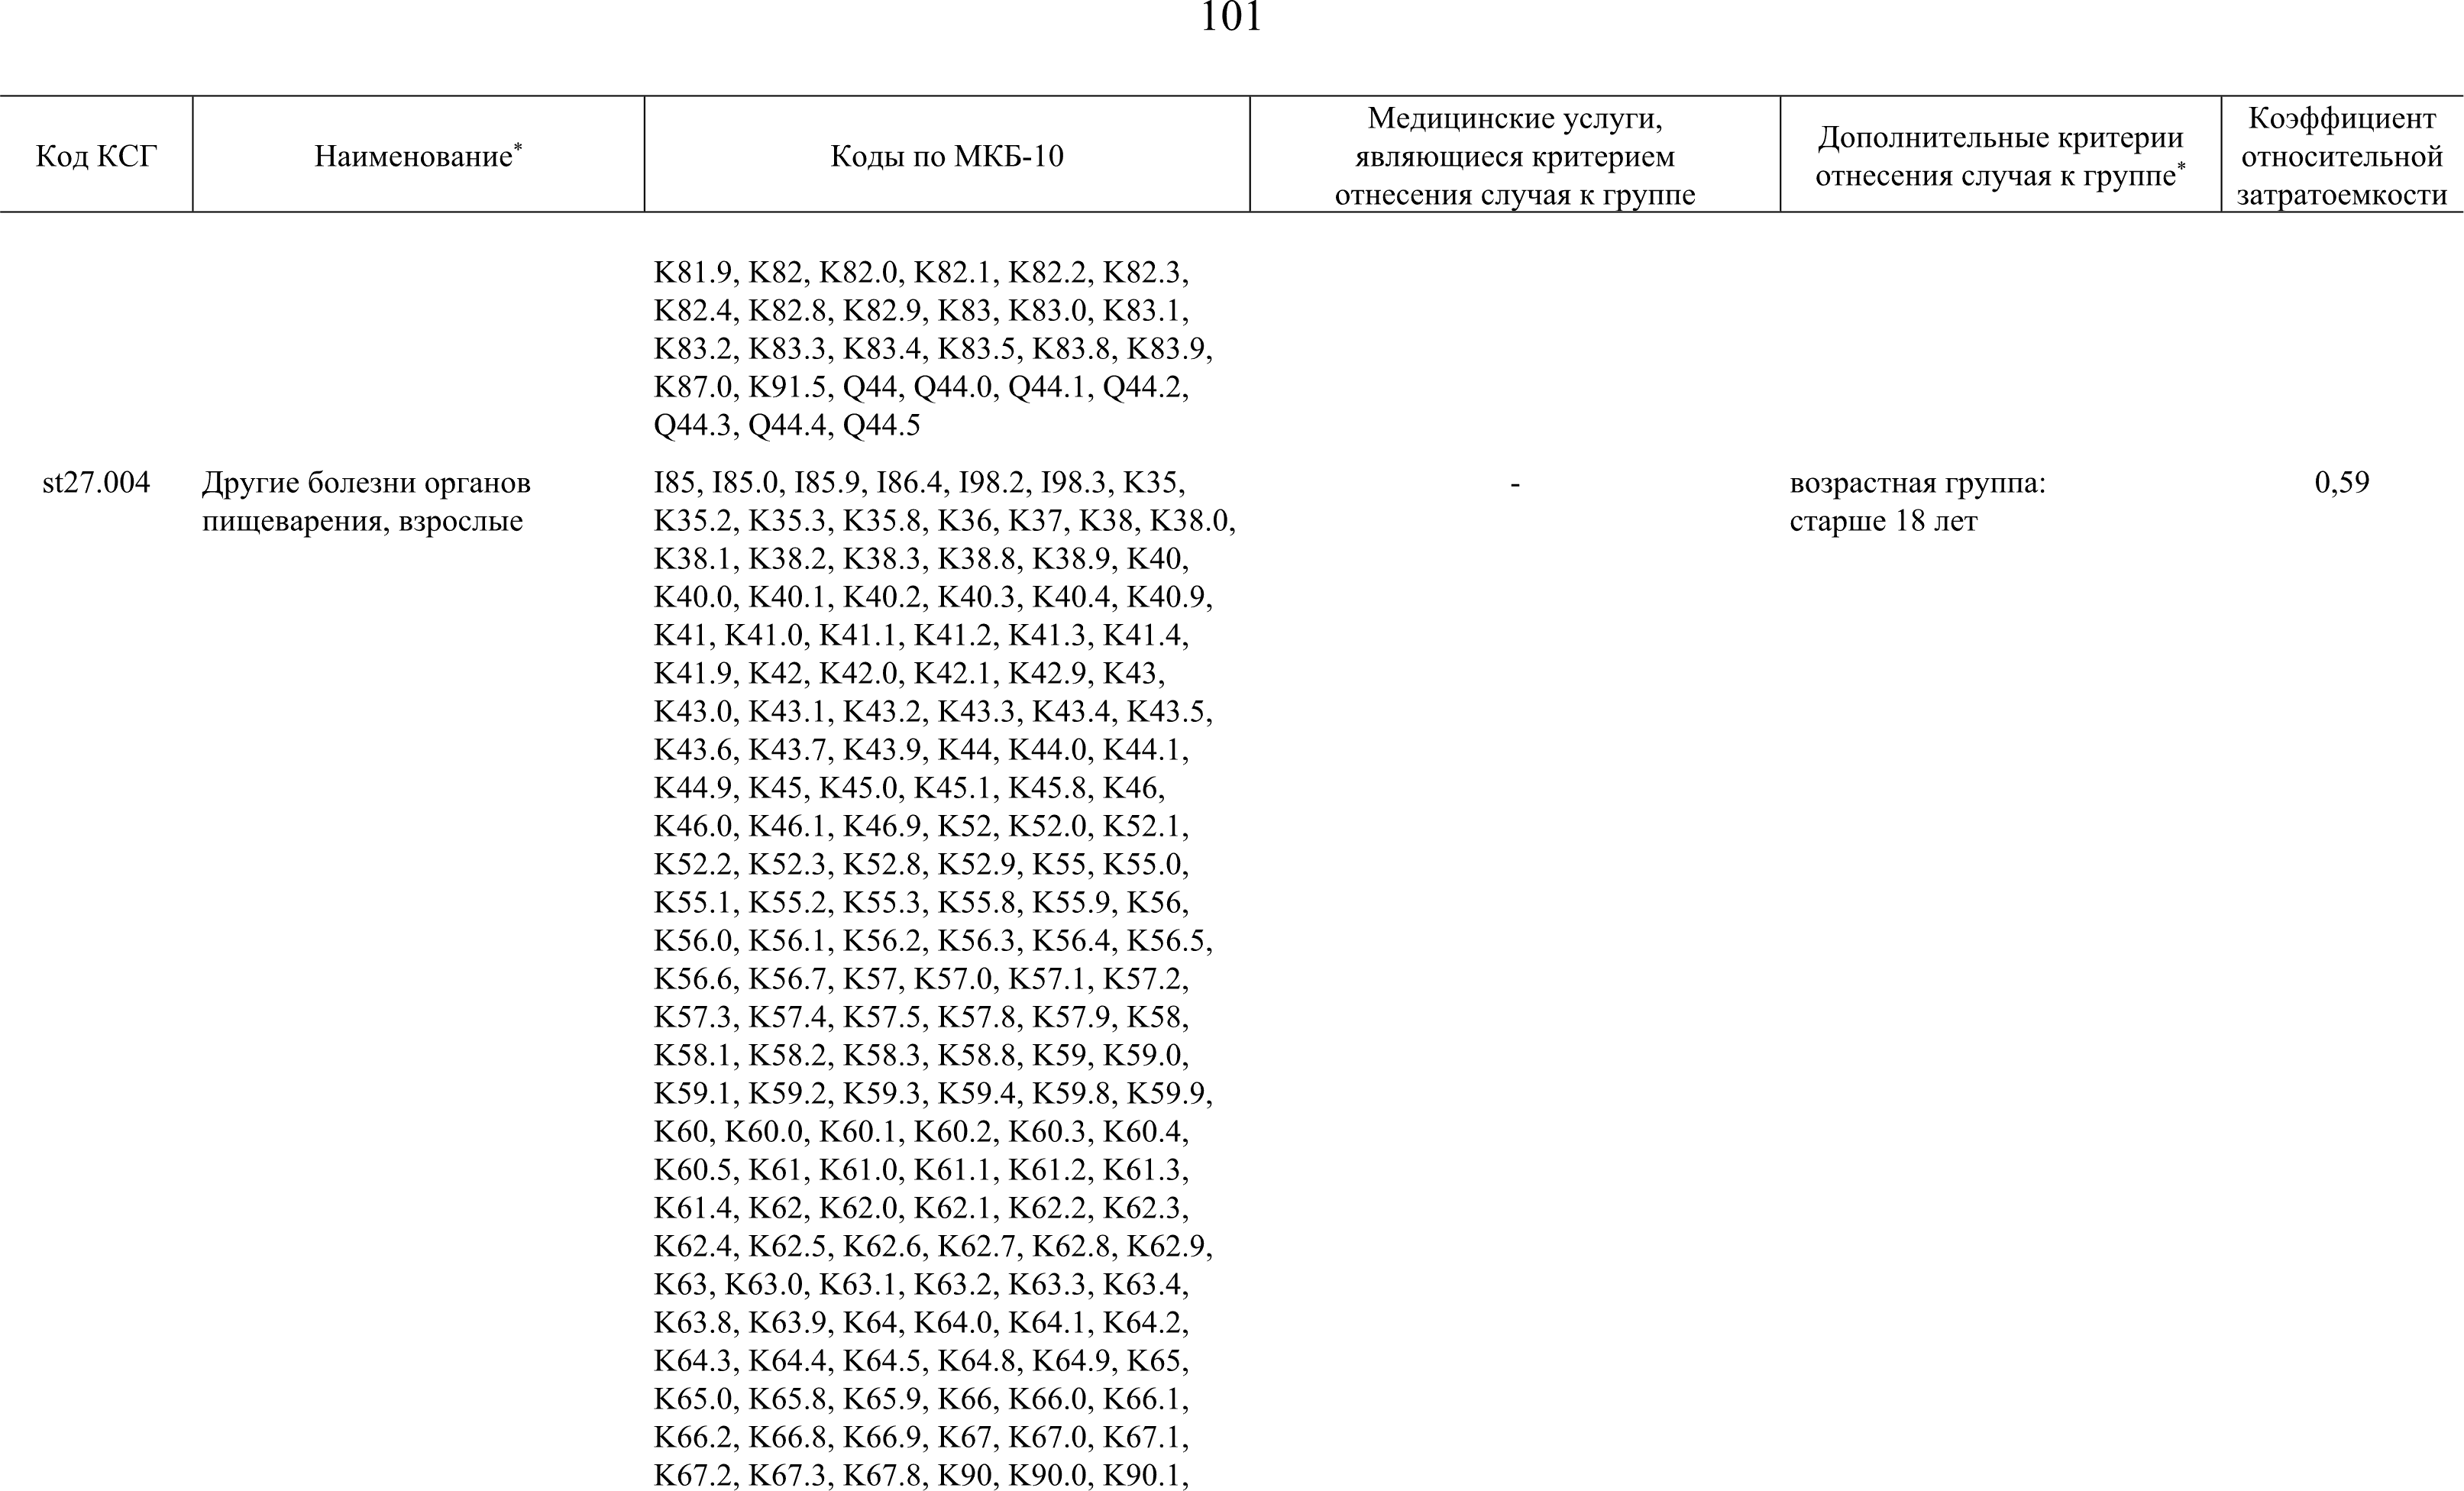 101
Код КСГ
Наименование*
Коды по МКБ-10
Медицинские услуги,
являющиеся критерием
отнесения случая к группе
Дополнительные критерии
отнесения случая к группе*
Коэффициент
относительной
затратоемкости
K81.9, K82, K82.0, K82.1, K82.2, K82.3,
K82.4, K82.8, K82.9, K83, K83.0, K83.1,
K83.2, K83.3, K83.4, K83.5, K83.8, K83.9,
K87.0, K91.5, Q44, Q44.0, Q44.1, Q44.2,
Q44.3, Q44.4, Q44.5
st27.004
Другие болезни органов
пищеварения, взрослые
I85, I85.0, I85.9, I86.4, I98.2, I98.3, K35,
K35.2, K35.3, K35.8, K36, K37, K38, K38.0,
K38.1, K38.2, K38.3, K38.8, K38.9, K40,
K40.0, K40.1, K40.2, K40.3, K40.4, K40.9,
K41, K41.0, K41.1, K41.2, K41.3, K41.4,
K41.9, K42, K42.0, K42.1, K42.9, K43,
K43.0, K43.1, K43.2, K43.3, K43.4, K43.5,
K43.6, K43.7, K43.9, K44, K44.0, K44.1,
K44.9, K45, K45.0, K45.1, K45.8, K46,
K46.0, K46.1, K46.9, K52, K52.0, K52.1,
K52.2, K52.3, K52.8, K52.9, K55, K55.0,
K55.1, K55.2, K55.3, K55.8, K55.9, K56,
K56.0, K56.1, K56.2, K56.3, K56.4, K56.5,
K56.6, K56.7, K57, K57.0, K57.1, K57.2,
K57.3, K57.4, K57.5, K57.8, K57.9, K58,
K58.1, K58.2, K58.3, K58.8, K59, K59.0,
K59.1, K59.2, K59.3, K59.4, K59.8, K59.9,
K60, K60.0, K60.1, K60.2, K60.3, K60.4,
K60.5, K61, K61.0, K61.1, K61.2, K61.3,
K61.4, K62, K62.0, K62.1, K62.2, K62.3,
K62.4, K62.5, K62.6, K62.7, K62.8, K62.9,
K63, K63.0, K63.1, K63.2, K63.3, K63.4,
K63.8, K63.9, K64, K64.0, K64.1, K64.2,
K64.3, K64.4, K64.5, K64.8, K64.9, K65,
K65.0, K65.8, K65.9, K66, K66.0, K66.1,
K66.2, K66.8, K66.9, K67, K67.0, K67.1,
K67.2, K67.3, K67.8, K90, K90.0, K90.1,
-
возрастная группа:
старше 18 лет
0,59